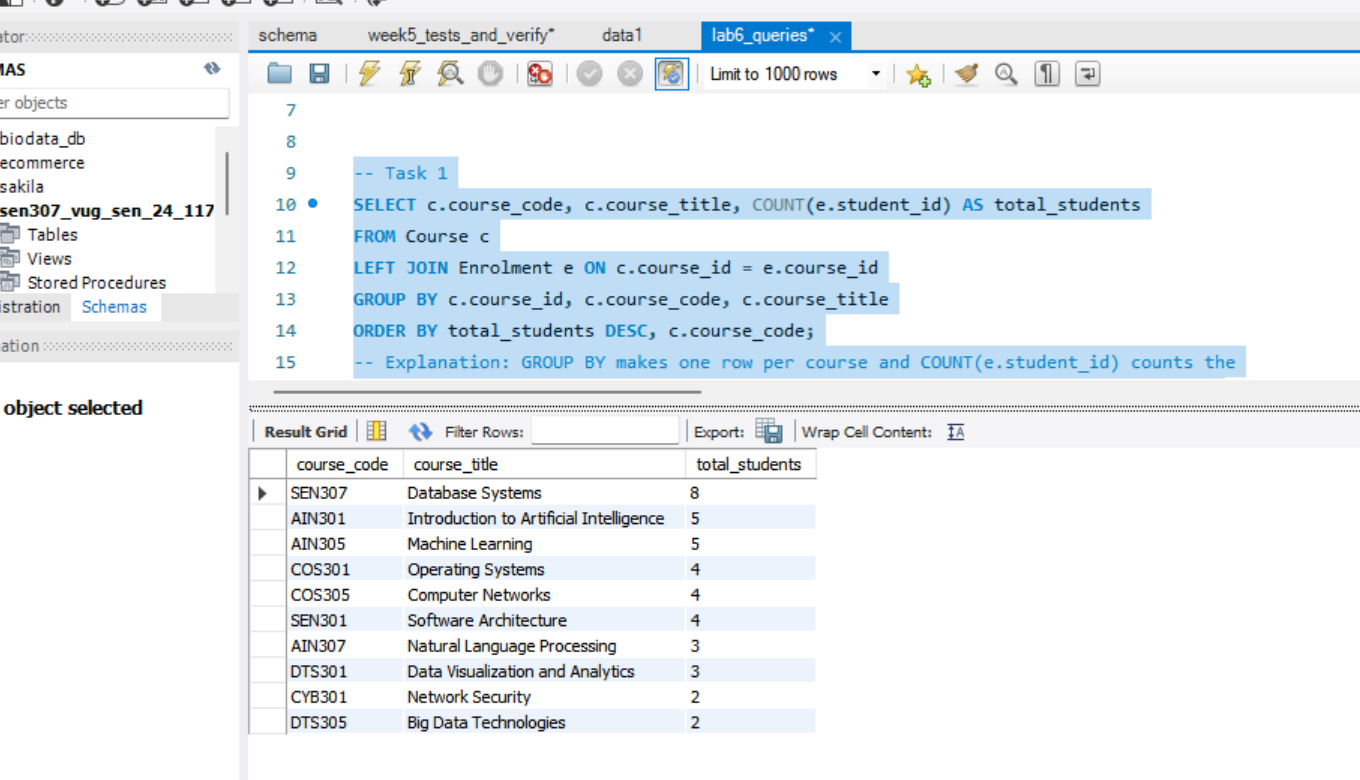 schema week5_tests_and_verify* data1 lab6_queries*
MAS
Limit to 1000 rows
objects
biodata_db
ecommerce
sakila
sen307_vug_sen_24_117
Tables
Views
Stored Procedures
Schemas
object selected
7
8
9 -- Task 1
10 SELECT c.course_code, c.course_title, COUNT(e.student_id) AS total_students
11 FROM Course c
12 LEFT JOIN Enrolment e ON c.course_id = e.course_id
13 GROUP BY c.course_id, c.course_code, c.course_title
14 ORDER BY total_students DESC, c.course_code;
15 -- Explanation: GROUP BY makes one row per course and COUNT(e.student_id) counts the
Result Grid Filter Rows: Export: Wrap Cell Content:
course_code course_title total_students
SEN307 Database Systems 8
AIN301 Introduction to Artificial Intelligence 5
AIN305 Machine Learning 5
COS301 Operating Systems 4
COS305 Computer Networks 4
SEN301 Software Architecture 4
AIN307 Natural Language Processing 3
DTS301 Data Visualization and Analytics 3
CYB301 Network Security 2
DTS305 Big Data Technologies 2